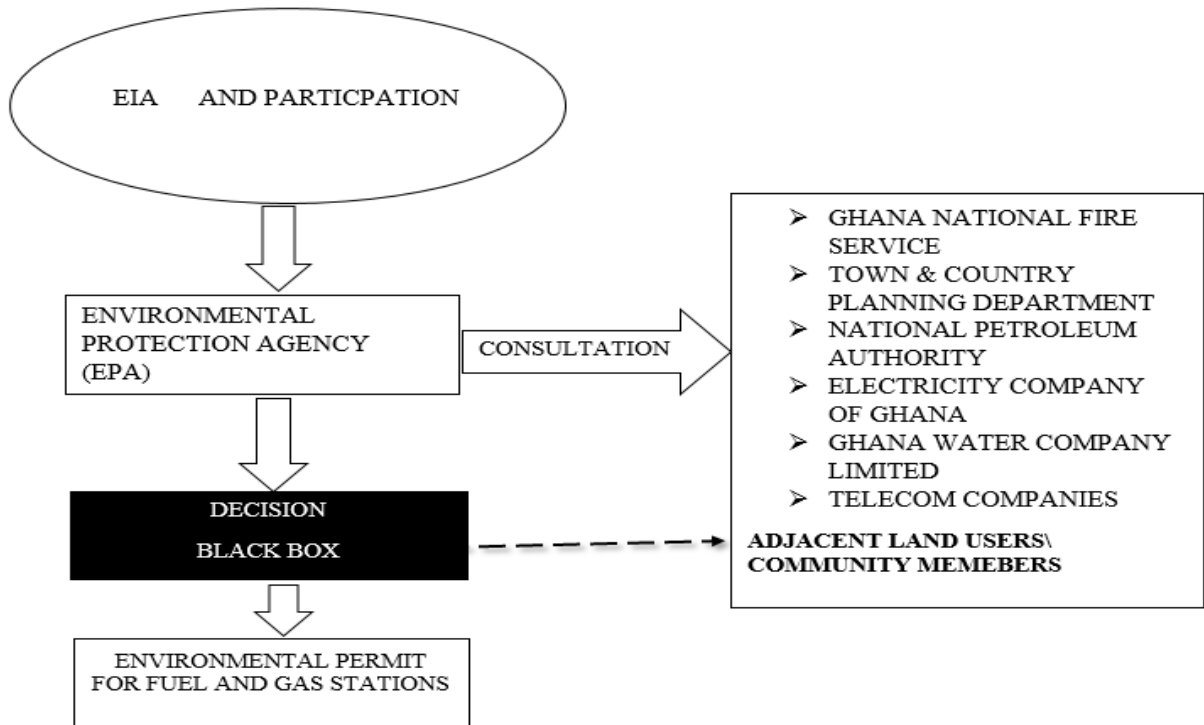 EIA AND PARTICPATION
ENVIRONMENTAL
PROTECTION AGENCY
(EPA)
CONSULTATION
➢ GHANA NATIONAL FIRE
SERVICE
➢ TOWN & COUNTRY
PLANNING DEPARTMENT
➢ NATIONAL PETROLEUM
AUTHORITY
➢ ELECTRICITY COMPANY
OF GHANA
➢ GHANA WATER COMPANY
LIMITED
➢ TELECOM COMPANIES
ADJACENT LAND USERS\
COMMUNITY MEMEBERS
DECISION
BLACK BOX
ENVIRONMENTAL PERMIT
FOR FUEL AND GAS STATIONS